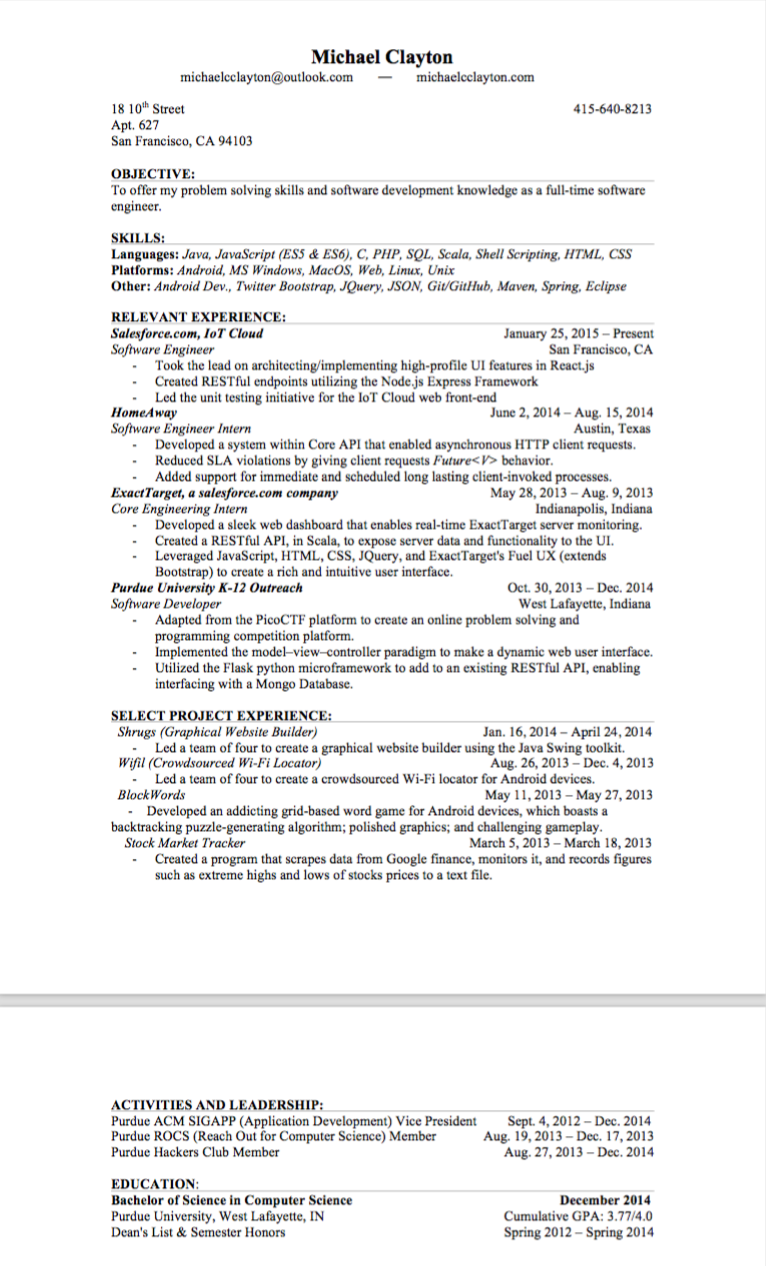 Michael Clayton
michaelcclayton@outlook.com — michaelcclayton.com
18 10th Street 415-640-8213
Apt. 627
San Francisco, CA 94103
OBJECTIVE:
To offer my problem solving skills and software development knowledge as a full-time software
engineer.
SKILLS:
Languages: Java, JavaScript (ES5 & ES6), C, PHP, SQL, Scala, Shell Scripting, HTML, CSS
Platforms: Android, MS Windows, MacOS, Web, Linux, Unix
Other: Android Dev., Twitter Bootstrap, JQuery, JSON, Git/GitHub, Maven, Spring, Eclipse
RELEVANT EXPERIENCE:
Salesforce.com, IoT Cloud January 25, 2015 – Present
Software Engineer San Francisco, CA
- Took the lead on architecting/implementing high-profile UI features in React.js
- Created RESTful endpoints utilizing the Node.js Express Framework
- Led the unit testing initiative for the IoT Cloud web front-end
HomeAway June 2, 2014 – Aug. 15, 2014
Software Engineer Intern Austin, Texas
- Developed a system within Core API that enabled asynchronous HTTP client requests.
- Reduced SLA violations by giving client requests Future<V> behavior.
- Added support for immediate and scheduled long lasting client-invoked processes.
ExactTarget, a salesforce.com company May 28, 2013 – Aug. 9, 2013
Core Engineering Intern Indianapolis, Indiana
- Developed a sleek web dashboard that enables real-time ExactTarget server monitoring.
- Created a RESTful API, in Scala, to expose server data and functionality to the UI.
- Leveraged JavaScript, HTML, CSS, JQuery, and ExactTarget's Fuel UX (extends
Bootstrap) to create a rich and intuitive user interface.
Purdue University K-12 Outreach Oct. 30, 2013 – Dec. 2014
Software Developer West Lafayette, Indiana
- Adapted from the PicoCTF platform to create an online problem solving and
programming competition platform.
- Implemented the model–view–controller paradigm to make a dynamic web user interface.
- Utilized the Flask python microframework to add to an existing RESTful API, enabling
interfacing with a Mongo Database.
SELECT PROJECT EXPERIENCE:
Shrugs (Graphical Website Builder) Jan. 16, 2014 – April 24, 2014
- Led a team of four to create a graphical website builder using the Java Swing toolkit.
Wifil (Crowdsourced Wi-Fi Locator) Aug. 26, 2013 – Dec. 4, 2013
- Led a team of four to create a crowdsourced Wi-Fi locator for Android devices.
BlockWords May 11, 2013 – May 27, 2013
- Developed an addicting grid-based word game for Android devices, which boasts a
backtracking puzzle-generating algorithm; polished graphics; and challenging gameplay.
Stock Market Tracker March 5, 2013 – March 18, 2013
- Created a program that scrapes data from Google finance, monitors it, and records figures
such as extreme highs and lows of stocks prices to a text file.
ACTIVITIES AND LEADERSHIP:
Purdue ACM SIGAPP (Application Development) Vice President Sept. 4, 2012 – Dec. 2014
Purdue ROCS (Reach Out for Computer Science) Member Aug. 19, 2013 – Dec. 17, 2013
Purdue Hackers Club Member Aug. 27, 2013 – Dec. 2014
EDUCATION:
Bachelor of Science in Computer Science December 2014
Purdue University, West Lafayette, IN Cumulative GPA: 3.77/4.0
Dean's List & Semester Honors Spring 2012 – Spring 2014